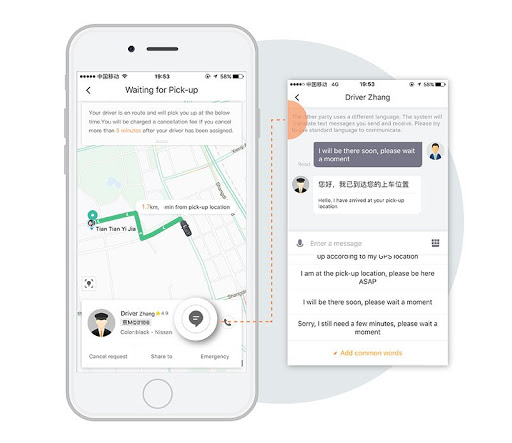 中国移动
19:53
58%
Waiting for Pick-up
Your driver is en route and will pick you up at the below
time.You will be charged a cancellation fee if you cancel
more than 3 minutes after your driver has been assigned.
1.7km, min from pick-up location
Tian Tian Yi Jia
Driver Zhang 4.9
Color:black · Nissan
Cancel request
Share to
Emergency
中国移动 4G
19:53
58%
Driver Zhang
The other party uses a different language. The system will
translate text messages you send and receive. Please try
to use standard language to communicate.
I will be there soon, please wait
a moment
Read
您好，我已到达您的上车位置
Hello, I have arrived at your pick-up
location.
Enter a message
up according to my GPS location
I am at the pick-up location, please be here
ASAP
I will be there soon, please wait a moment
Sorry, I still need a few minutes, please wait
a moment
Add common words